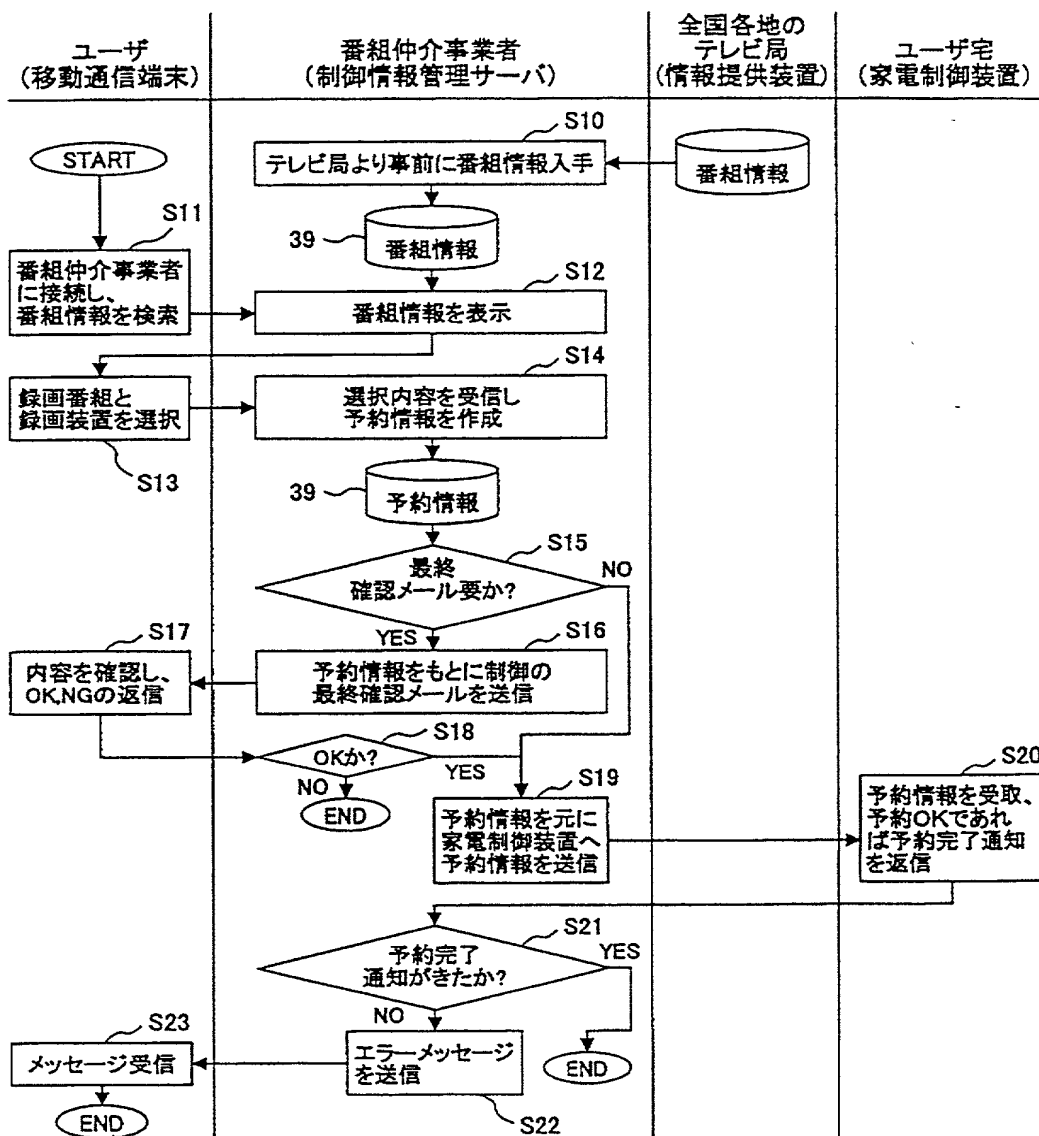 ユーザ
(移動通信端末)
番組仲介事業者
(制御情報管理サーバ)
全国各地の
テレビ局
(情報提供装置)
ユーザ宅
(家電制御装置)
START
S10
テレビ局より事前に番組情報入手
番組情報
39
番組情報
S11
番組仲介事業者
に接続し、
番組情報を検索
S12
番組情報を表示
録画番組と
録画装置を選択
S13
S14
選択内容を受信し
予約情報を作成
39
予約情報
S15
最終
確認メール要か?
NO
YES
S16
予約情報をもとに制御の
最終確認メールを送信
S17
内容を確認し、
OK,NGの返信
S18
OKか?
YES
NO
END
S19
予約情報を元に
家電制御装置へ
予約情報を送信
S20
予約情報を受取、
予約OKであれ
ば予約完了通知
を返信
S21
予約完了
通知がきたか?
YES
NO
END
エラーメッセージ
を送信
S22
S23
メッセージ受信
END